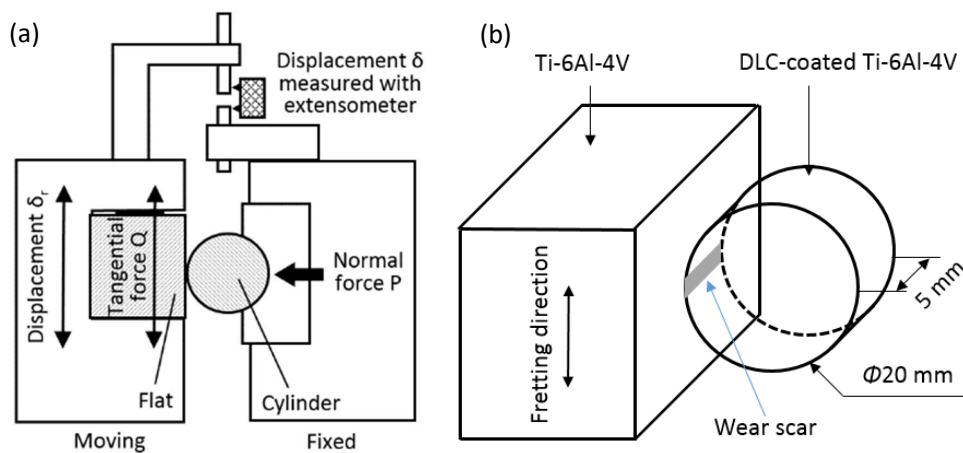 (a)
Displacement δ
measured with
extensometer
Displacement δᵣ
Tangential
force Q
Normal
force P
Flat
Cylinder
Moving
Fixed
(b)
Ti-6Al-4V
DLC-coated Ti-6Al-4V
Fretting direction
5 mm
Φ20 mm
Wear scar